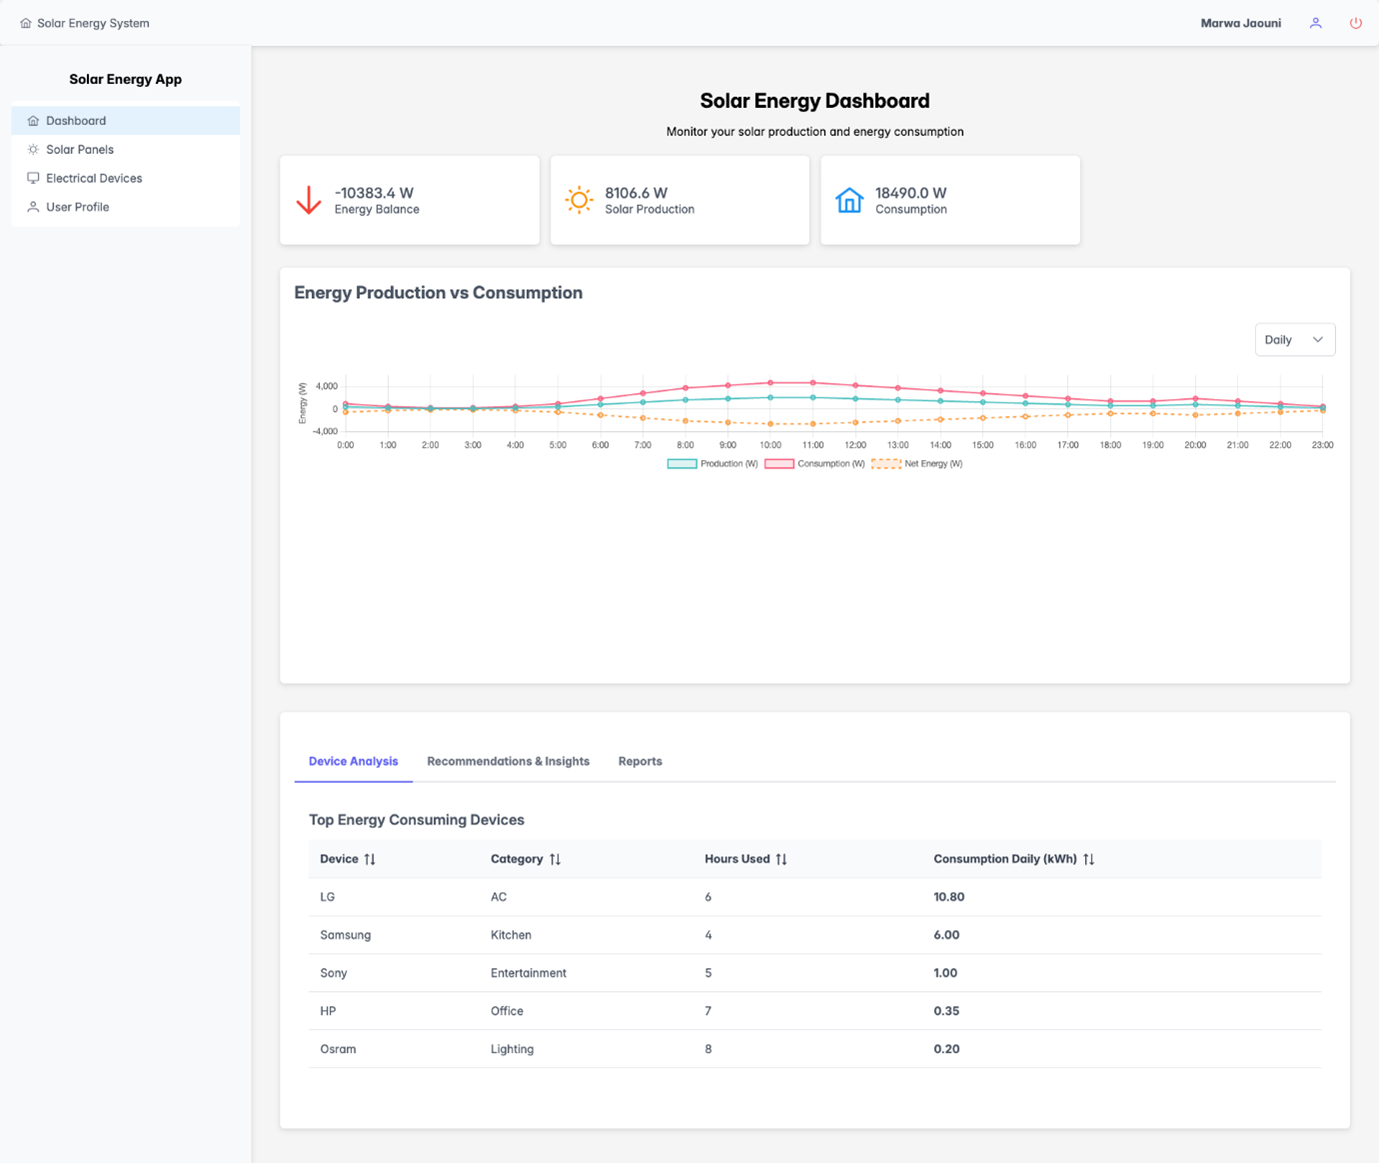 Solar Energy System
Marwa Jaouni
Solar Energy App
Dashboard
Solar Panels
Electrical Devices
User Profile
Solar Energy Dashboard
Monitor your solar production and energy consumption
-10383.4 W
Energy Balance
8106.6 W
Solar Production
18490.0 W
Consumption
Energy Production vs Consumption
Daily
Energy (W)
4,000
0
-4,000
0:00 1:00 2:00 3:00 4:00 5:00 6:00 7:00 8:00 9:00 10:00 11:00 12:00 13:00 14:00 15:00 16:00 17:00 18:00 19:00 20:00 21:00 22:00 23:00
Production (W) Consumption (W) Net Energy (W)
Device Analysis Recommendations & Insights Reports
Top Energy Consuming Devices
Device Category Hours Used Consumption Daily (kWh)
LG AC 6 10.80
Samsung Kitchen 4 6.00
Sony Entertainment 5 1.00
HP Office 7 0.35
Osram Lighting 8 0.20